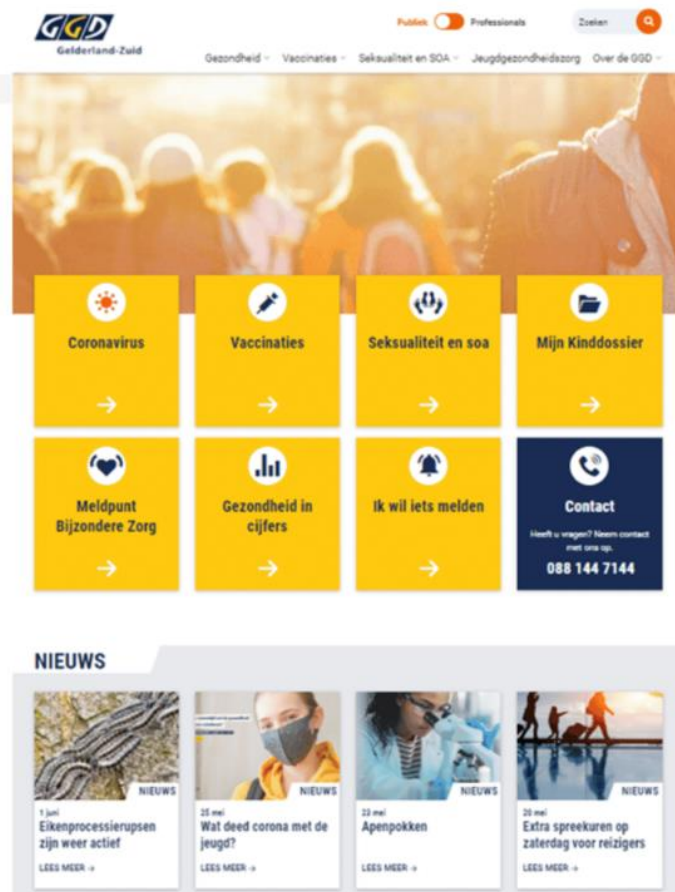 GGD
Gelderland-Zuid
Publiek Professionals Zoeken
Gezondheid Vaccinaties Seksualiteit en SOA Jeugdgezondheidszorg Over de GGD
Coronavirus
Vaccinaties
Seksualiteit en soa
Mijn Kinddossier
Meldpunt
Bijzondere Zorg
Gezondheid in
cijfers
Ik wil iets melden
Contact
Heeft u vragen? Neem contact
met ons op.
088 144 7144
NIEUWS
NIEUWS
1 juni
Eikenprocessierupsen
zijn weer actief
LEES MEER
NIEUWS
25 mei
Wat deed corona met de
jeugd?
LEES MEER
NIEUWS
23 mei
Apenpokken
LEES MEER
NIEUWS
20 mei
Extra spreekuren op
zaterdag voor reizigers
LEES MEER